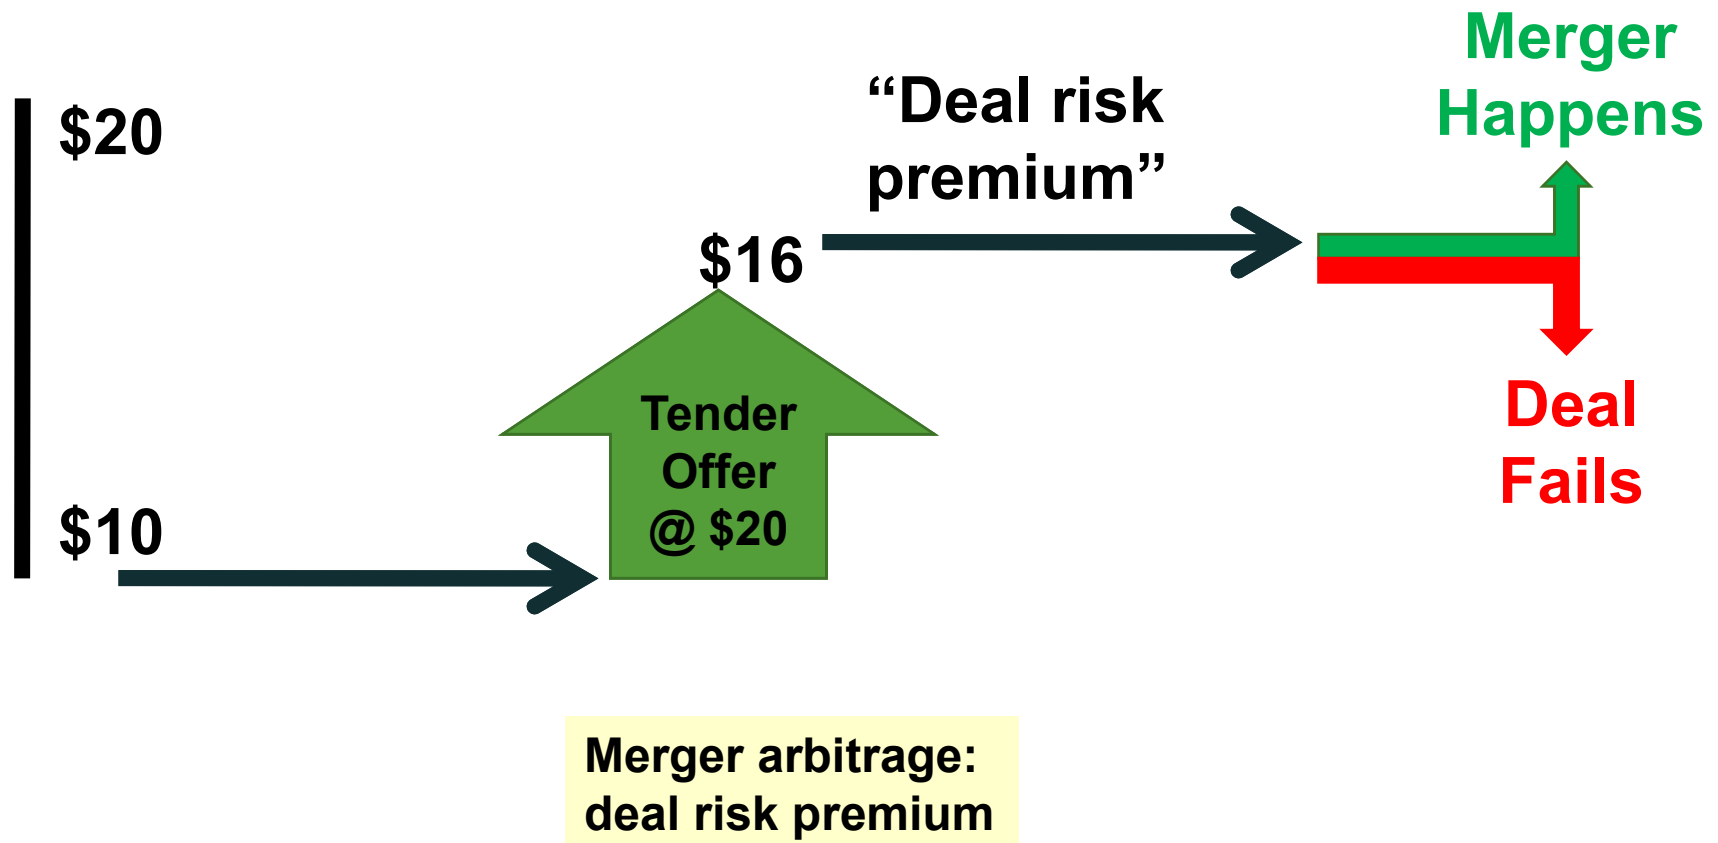 $20
$10
Tender
Offer
@ $20
$16
“Deal risk
premium”
Merger
Happens
Deal
Fails
Merger arbitrage:
deal risk premium